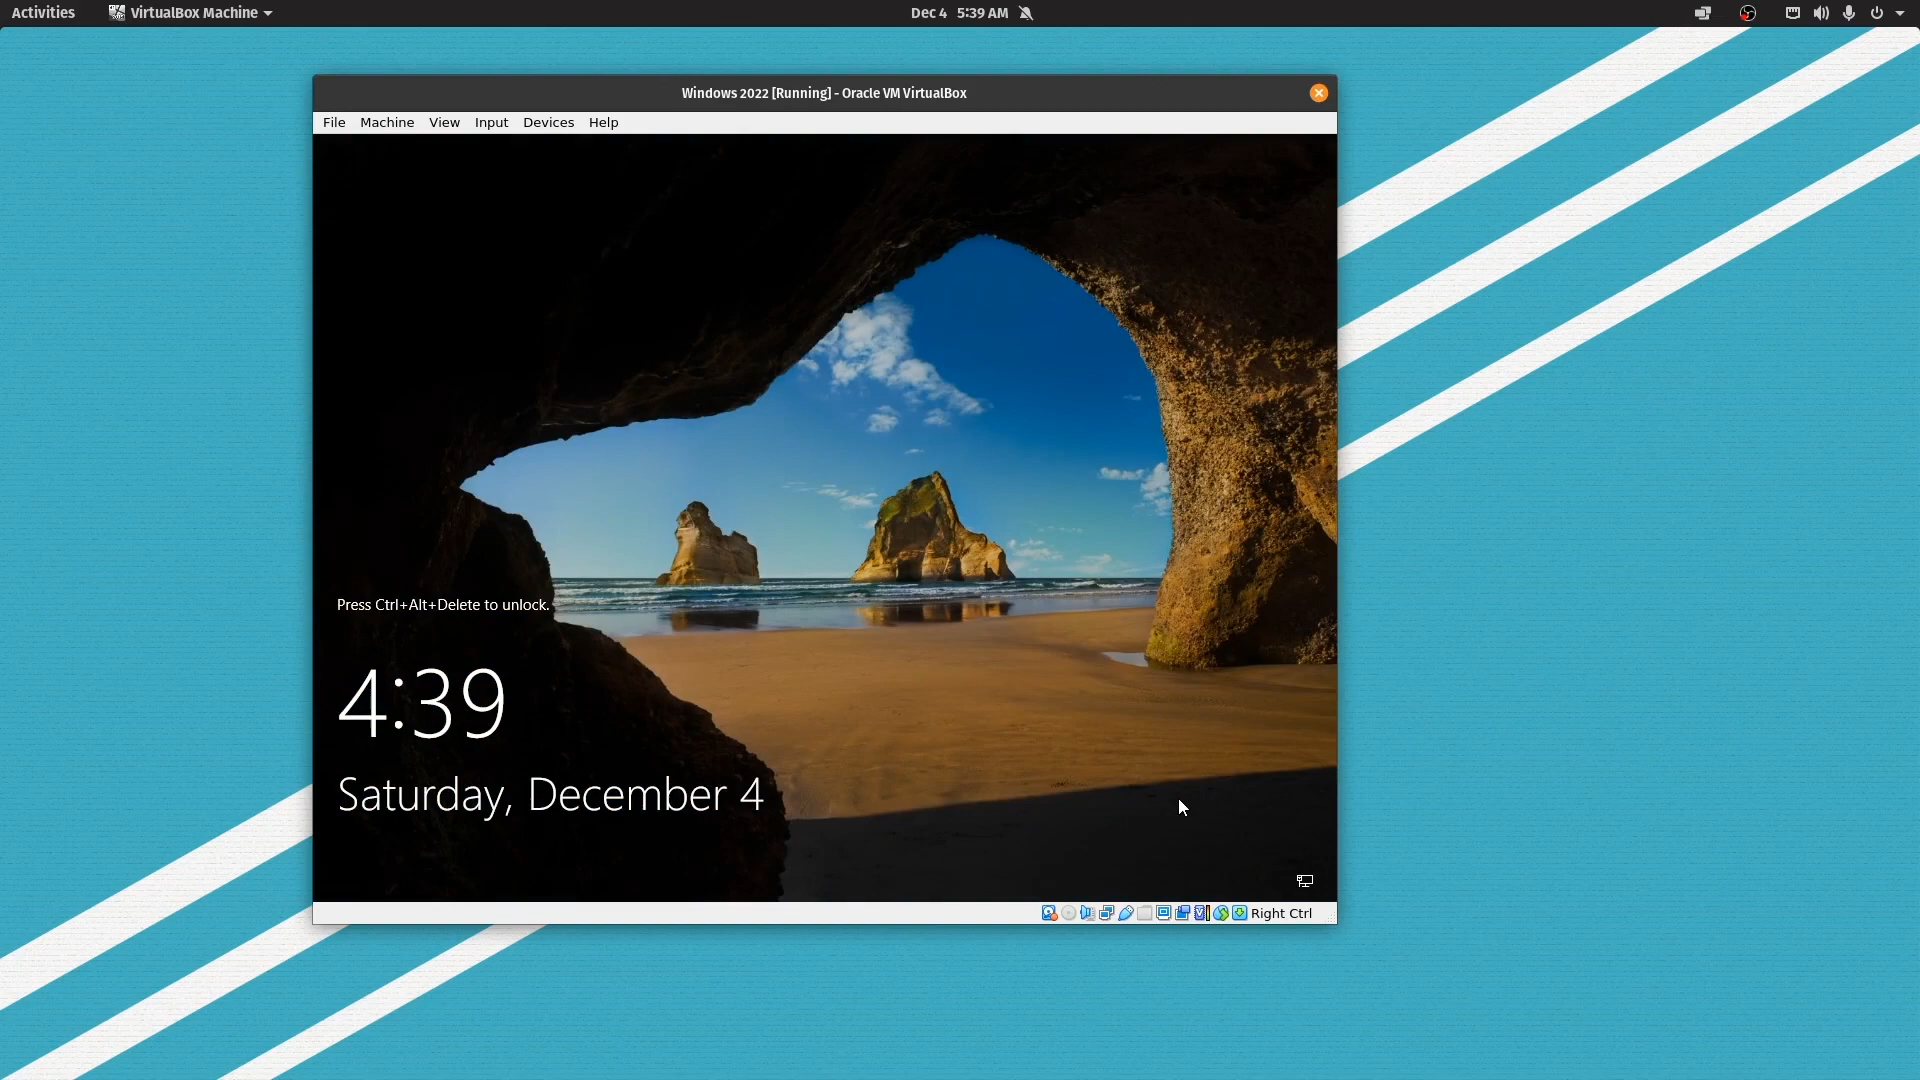 Activities
VirtualBox Machine
Dec 4 5:39 AM
Windows 2022 [Running] - Oracle VM VirtualBox
File Machine View Input Devices Help
Press Ctrl+Alt+Delete to unlock.
4:39
Saturday, December 4
Right Ctrl